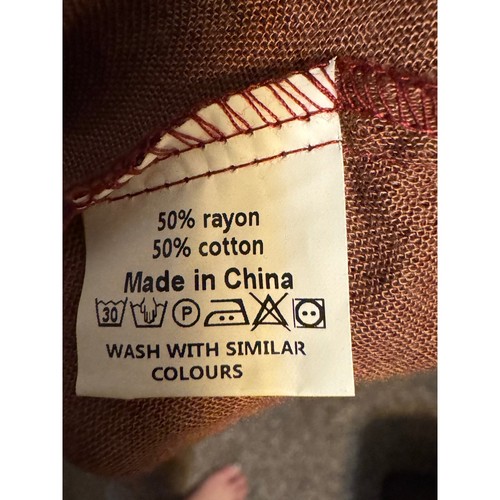 50% rayon
50% cotton
Made in China
30 P
WASH WITH SIMILAR
COLOURS